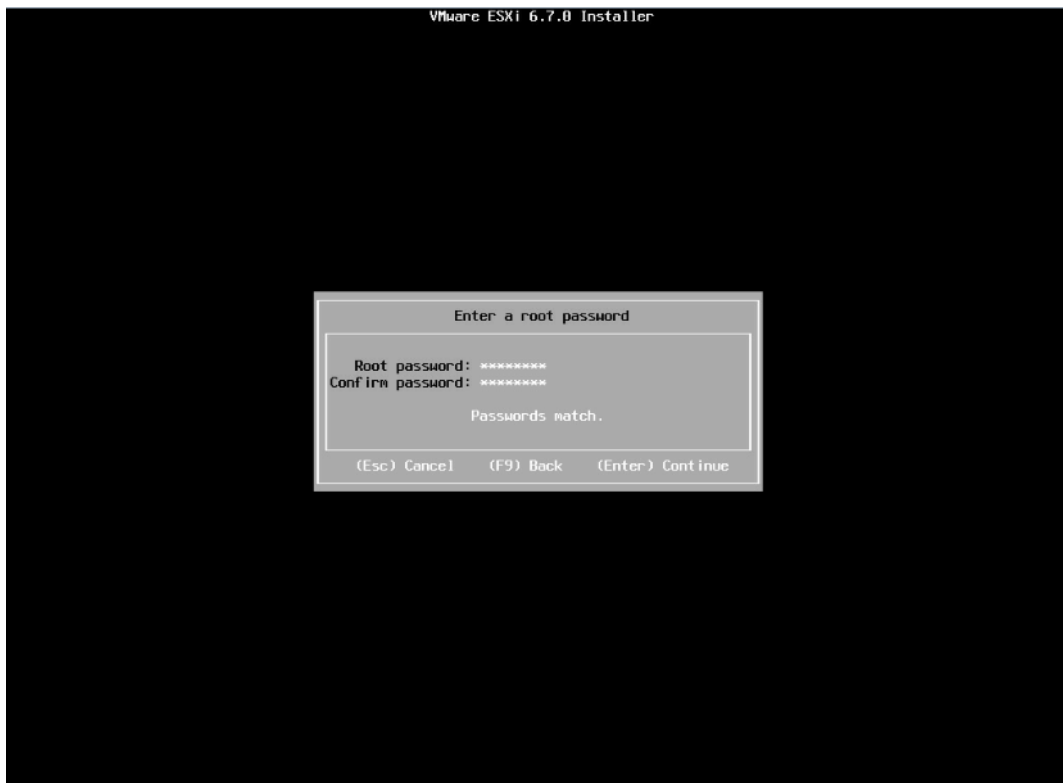 VMware ESXi 6.7.0 Installer
Enter a root password
Root password: ********
Confirm password: ********
Passwords match.
(Esc) Cancel (F9) Back (Enter) Continue